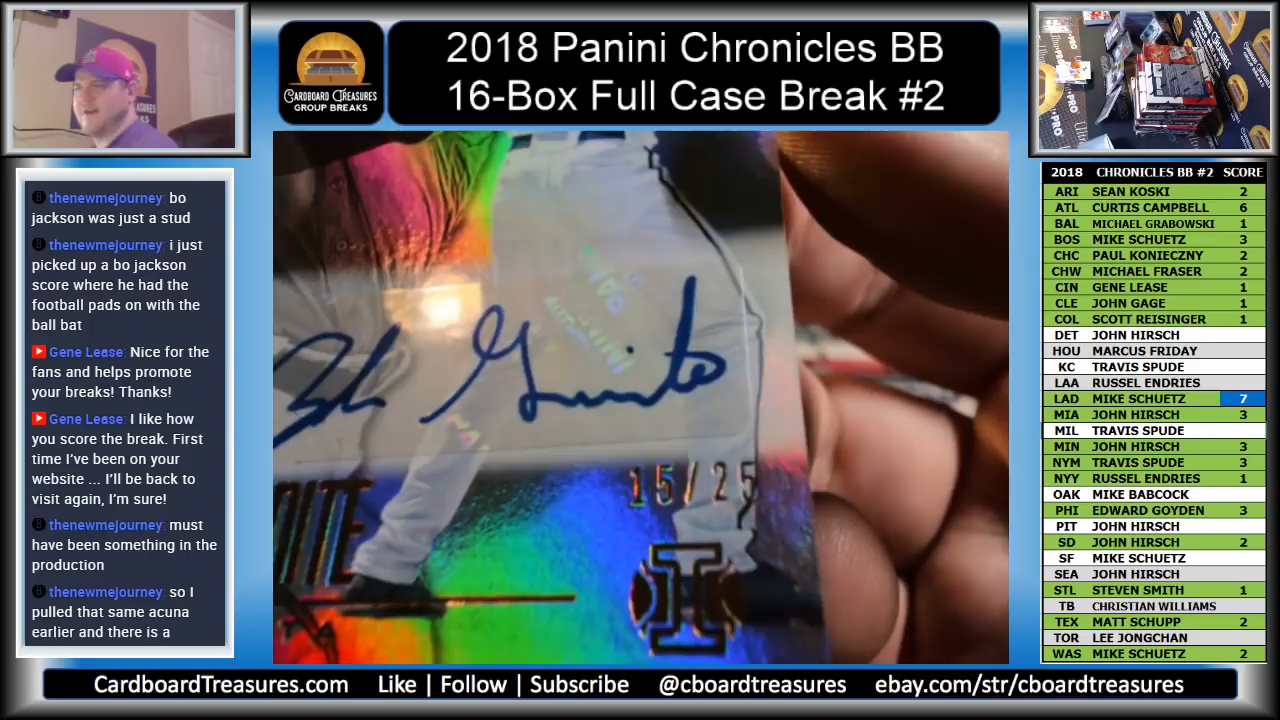 CARDBOARD TREASURES
GROUP BREAKS
2018 Panini Chronicles BB
16-Box Full Case Break #2
thenewmejourney: bo
jackson was just a stud
thenewmejourney: i just
picked up a bo jackson
score where he had the
football pads on with the
ball bat
Gene Lease: Nice for the
fans and helps promote
your breaks! Thanks!
Gene Lease: I like how
you score the break. First
time I've been on your
website ... I'll be back to
visit again, I'm sure!
thenewmejourney: must
have been something in the
production
thenewmejourney: so I
pulled that same acuna
earlier and there is a
15/25
2018 CHRONICLES BB #2 SCORE
ARI SEAN KOSKI 2
ATL CURTIS CAMPBELL 6
BAL MICHAEL GRABOWSKI 1
BOS MIKE SCHUETZ 3
CHC PAUL KONIECZNY 2
CHW MICHAEL FRASER 2
CIN GENE LEASE 1
CLE JOHN GAGE 1
COL SCOTT REISINGER 1
DET JOHN HIRSCH
HOU MARCUS FRIDAY
KC TRAVIS SPUDE
LAA RUSSEL ENDRIES
LAD MIKE SCHUETZ 7
MIA JOHN HIRSCH 3
MIL TRAVIS SPUDE
MIN JOHN HIRSCH 3
NYM TRAVIS SPUDE 3
NYY RUSSEL ENDRIES 1
OAK MIKE BABCOCK
PHI EDWARD GOYDEN 3
PIT JOHN HIRSCH
SD JOHN HIRSCH 2
SF MIKE SCHUETZ
SEA JOHN HIRSCH
STL STEVEN SMITH 1
TB CHRISTIAN WILLIAMS
TEX MATT SCHUPP 2
TOR LEE JONGCHAN
WAS MIKE SCHUETZ 2
CardboardTreasures.com Like | Follow | Subscribe @cboardtreasures ebay.com/str/cboardtreasures